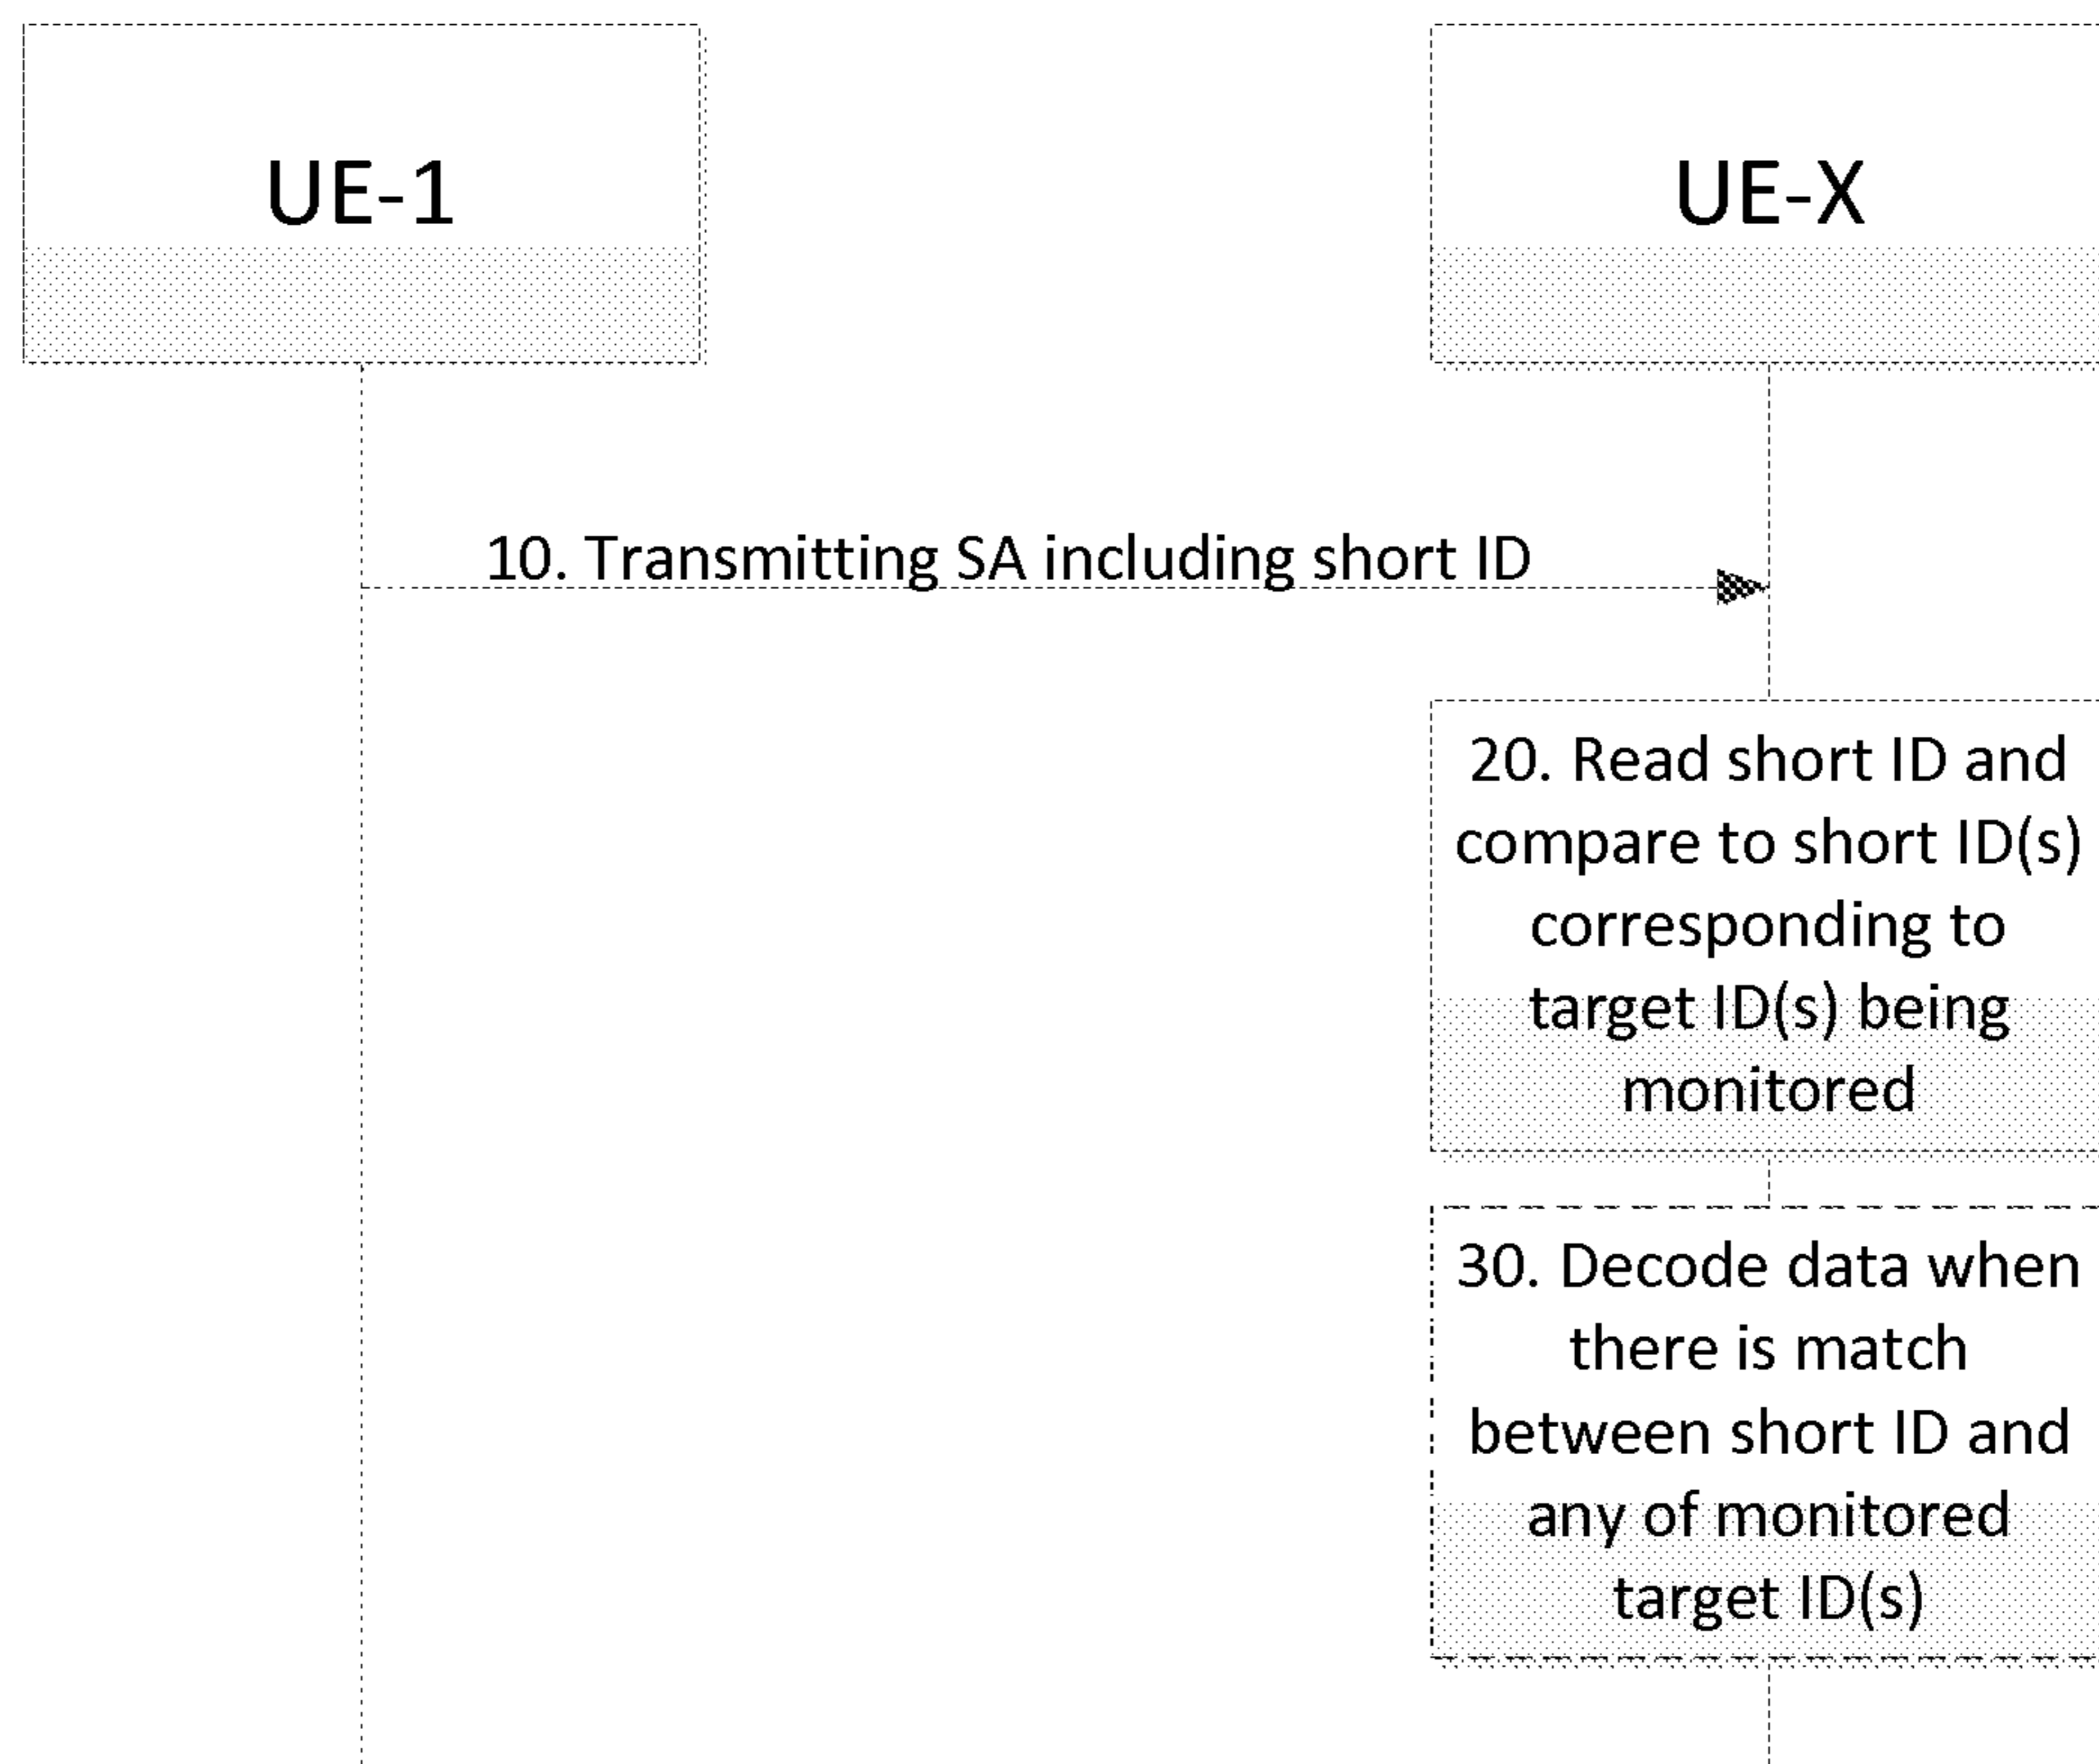 UE-1
UE-X
10. Transmitting SA including short ID
20. Read short ID and
compare to short ID(s)
corresponding to
target ID(s) being
monitored
30. Decode data when
there is match
between short ID and
any of monitored
target ID(s)